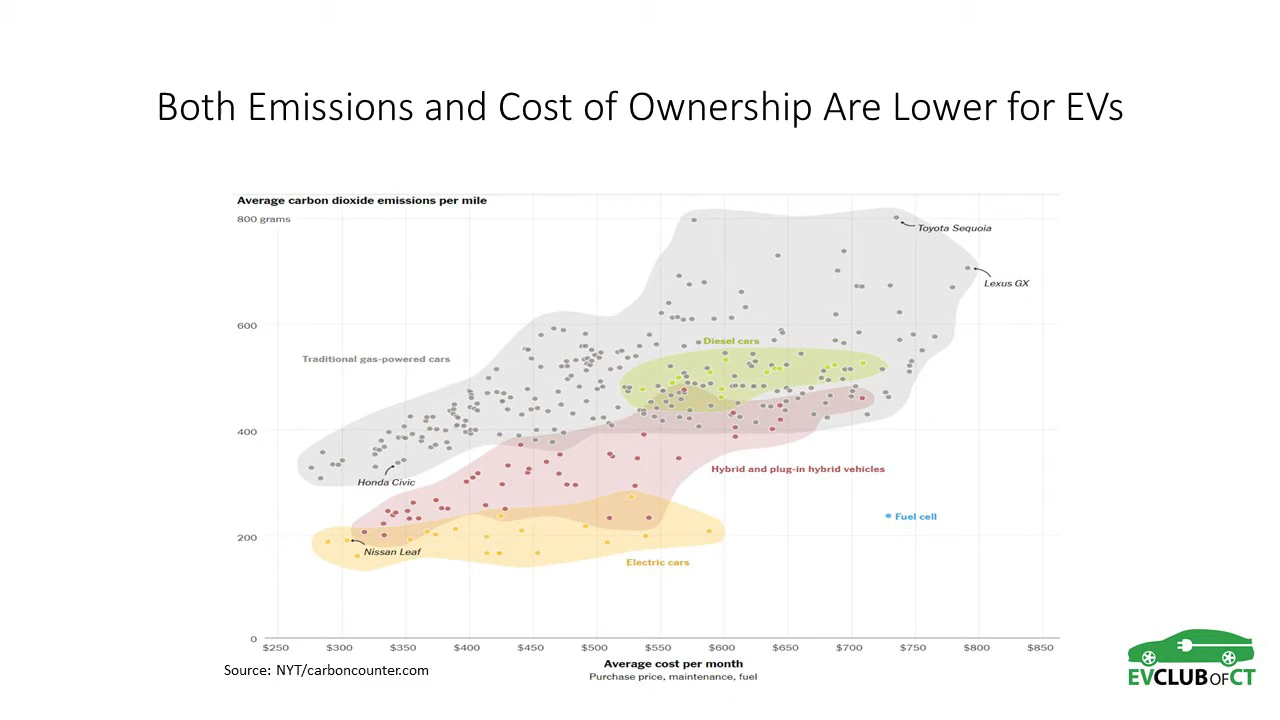 Both Emissions and Cost of Ownership Are Lower for EVs
Average carbon dioxide emissions per mile
800 grams
Toyota Sequoia
Lexus GX
600
Diesel cars
Traditional gas-powered cars
400
Hybrid and plug-in hybrid vehicles
Honda Civic
Fuel cell
200
Nissan Leaf
Electric cars
0
$250 $300 $350 $400 $450 $500 $550 $600 $650 $700 $750 $800 $850
Average cost per month
Purchase price, maintenance, fuel
Source: NYT/carboncounter.com
EVCLUBOFCT